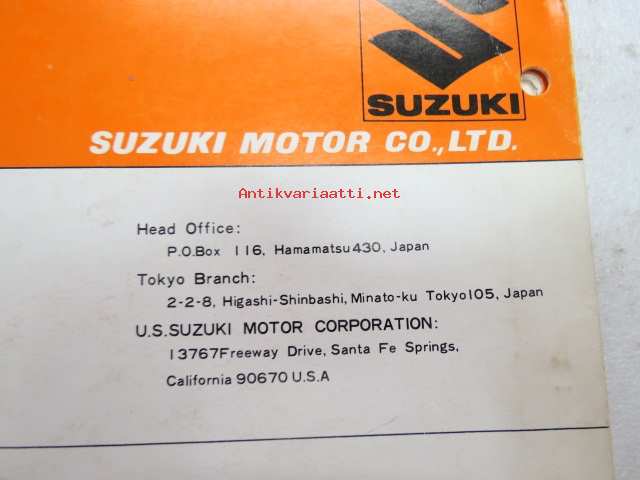 SUZUKI
SUZUKI MOTOR CO.,LTD.
Antikvariaatti.net
Head Office:
P.O.Box 116, Hamamatsu430, Japan
Tokyo Branch:
2-2-8, Higashi-Shinbashi, Minato-ku Tokyo105, Japan
U.S.SUZUKI MOTOR CORPORATION:
13767Freeway Drive, Santa Fe Springs,
California 90670 U.S.A